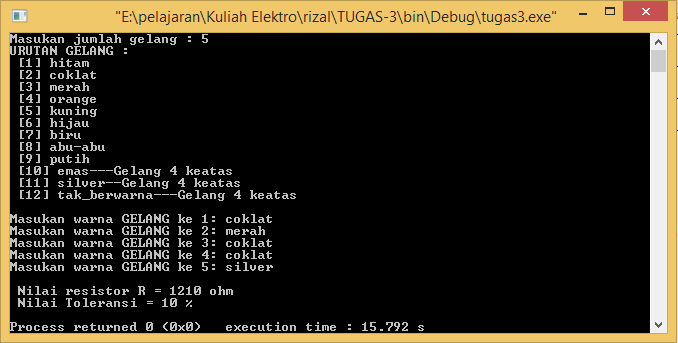 "E:\pelajaran\Kuliah Elektro\rizal\TUGAS-3\bin\Debug\tugas3.exe"
Masukan jumlah gelang : 5
URUTAN GELANG :
[1] hitam
[2] coklat
[3] merah
[4] orange
[5] kuning
[6] hijau
[7] biru
[8] abu-abu
[9] putih
[10] emas---Gelang 4 keatas
[11] silver--Gelang 4 keatas
[12] tak_berwarna---Gelang 4 keatas
Masukan warna GELANG ke 1: coklat
Masukan warna GELANG ke 2: merah
Masukan warna GELANG ke 3: coklat
Masukan warna GELANG ke 4: coklat
Masukan warna GELANG ke 5: silver
Nilai resistor R = 1210 ohm
Nilai Toleransi = 10 %
Process returned 0 (0x0)   execution time : 15.792 s